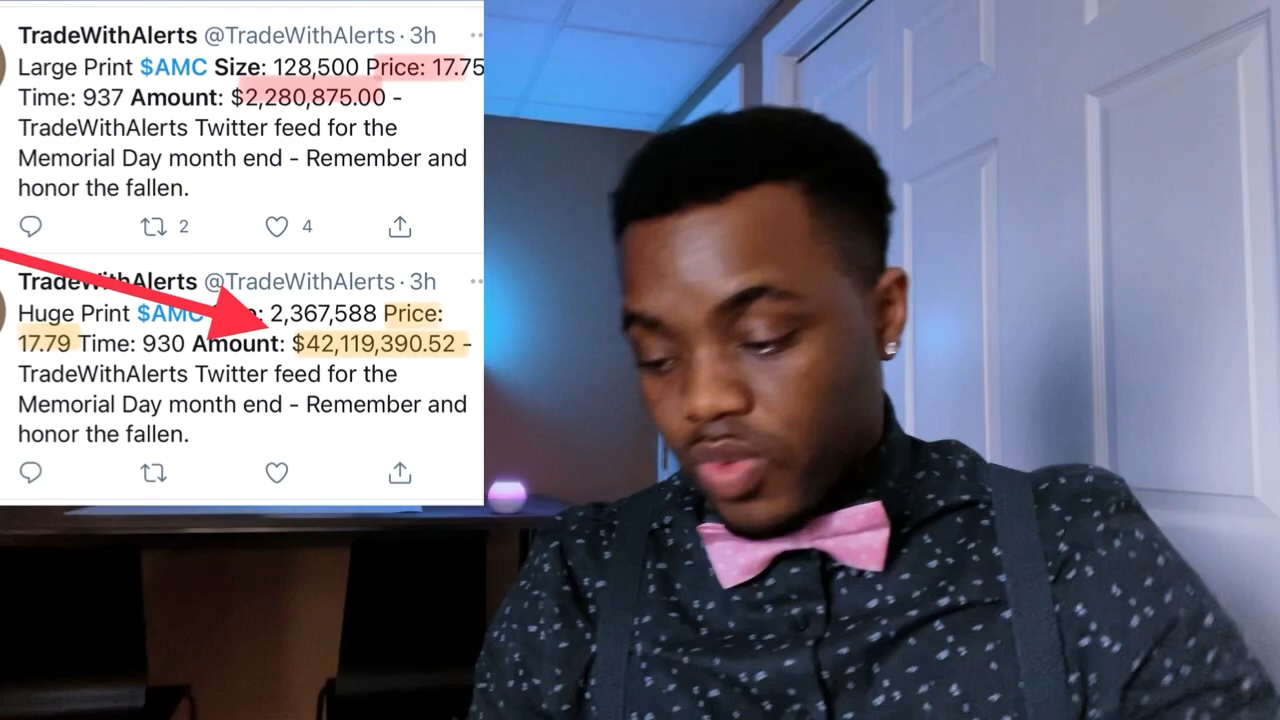 TradeWithAlerts @TradeWithAlerts · 3h
Large Print $AMC Size: 128,500 Price: 17.75
Time: 937 Amount: $2,280,875.00 -
TradeWithAlerts Twitter feed for the
Memorial Day month end - Remember and
honor the fallen.
2 4
TradeWithAlerts @TradeWithAlerts · 3h
Huge Print $AMC : 2,367,588 Price:
17.79 Time: 930 Amount: $42,119,390.52 -
TradeWithAlerts Twitter feed for the
Memorial Day month end - Remember and
honor the fallen.